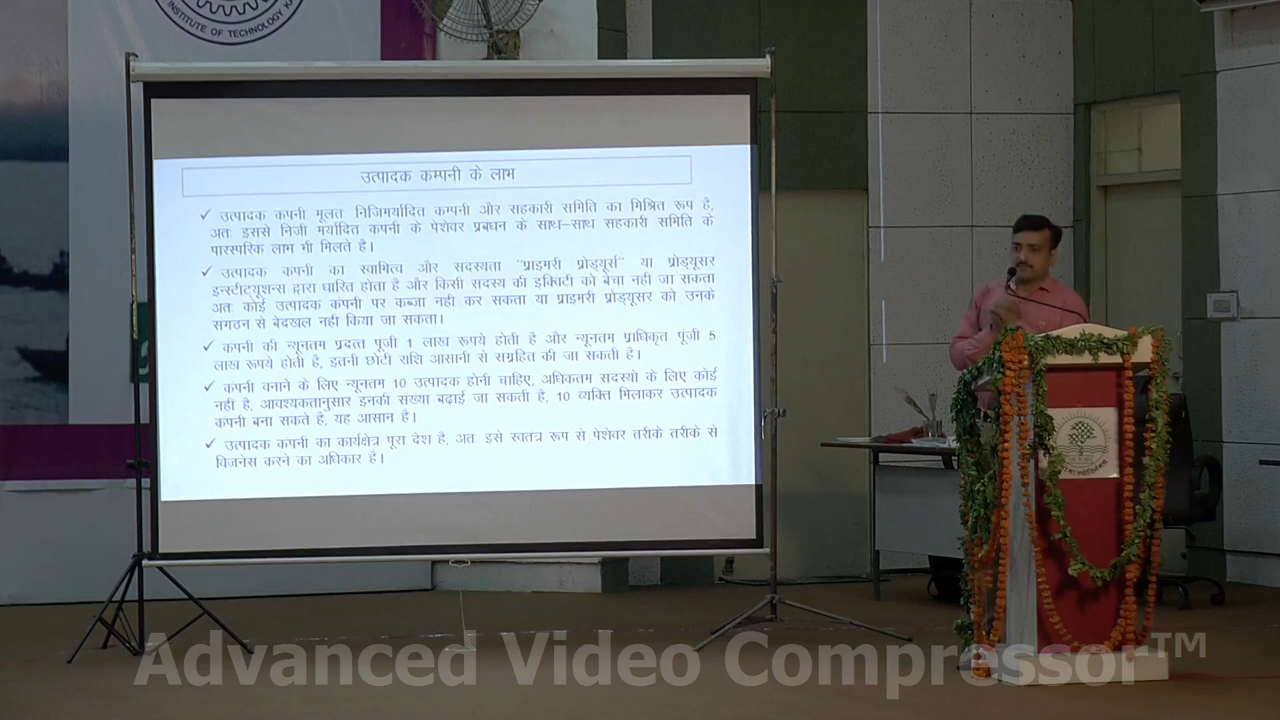 INSTITUTE OF TECHNOLOGY KA
उत्पादक कम्पनी के लाभ
✓ उत्पादक कंपनी मूलत निजिमर्यादित कम्पनी और सहकारी समिति का मिश्रित रूप है,
अतः इससे निजी मर्यादित कंपनी के पेशेवर प्रबधन के साथ–साथ सहकारी समिति के
पारस्परिक लाभ भी मिलते है।
✓ उत्पादक कंपनी का स्वामित्व और सदस्यता "प्राइमरी प्रोड्यूर्स" या प्रोड्यूसर
इन्स्टीट्यूशन्स द्वारा धारित होता है और किसी सदस्य की इक्विटी को बेचा नही जा सकता
अतः कोई उत्पादक कंपनी पर कब्जा नही कर सकता या प्राइमरी प्रोड्यूसर को उनके
संगठन से बेदखल नही किया जा सकता।
✓ कंपनी की न्यूनतम प्रदत्त पूंजी 1 लाख रूपये होती है और न्यूनतम प्राधिकृत पूंजी 5
लाख रूपये होती है, इतनी छोटी राशि आसानी से संग्रहित की जा सकती है।
✓ कंपनी बनाने के लिए न्यूनतम 10 उत्पादक होनी चाहिए, अधिकतम सदस्यो के लिए कोई
नही है, आवश्यकतानुसार इनकी संख्या बढ़ाई जा सकती है, 10 व्यक्ति मिलाकर उत्पादक
कंपनी बना सकते है, यह आसान है।
✓ उत्पादक कंपनी का कार्यक्षेत्र पूरा देश है, अत इसे स्वतंत्र रूप से पेशेवर तरीके तरीके से
बिजनेस करने का अधिकार है।
Advanced Video Compressor™